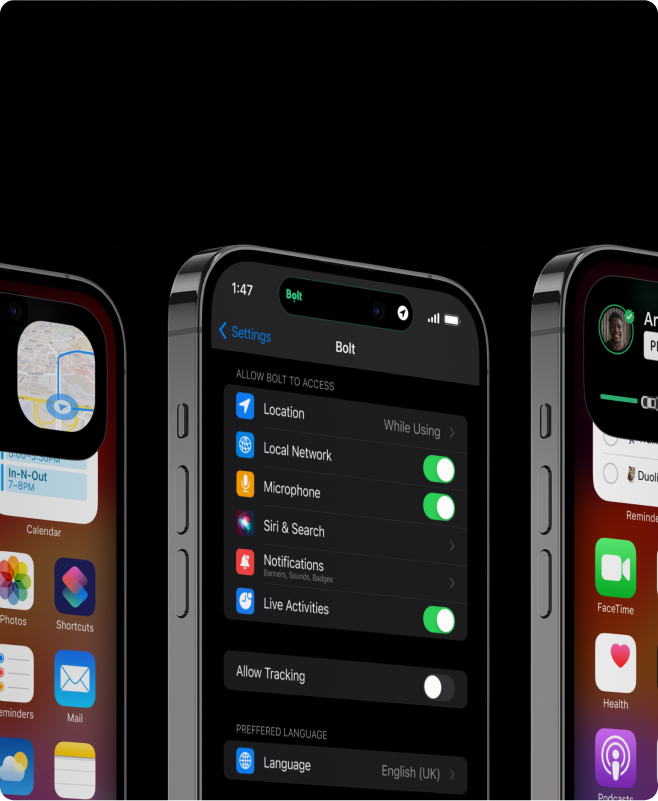 1:47
Bolt
Settings
Bolt
ALLOW BOLT TO ACCESS
Location
While Using
Local Network
Microphone
Siri & Search
Notifications
Banners, Sounds, Badges
Live Activities
Allow Tracking
PREFFERED LANGUAGE
Language
English (UK)
In-N-Out
7–8PM
Calendar
Photos
Shortcuts
Mail
FaceTime
Health
Podcasts